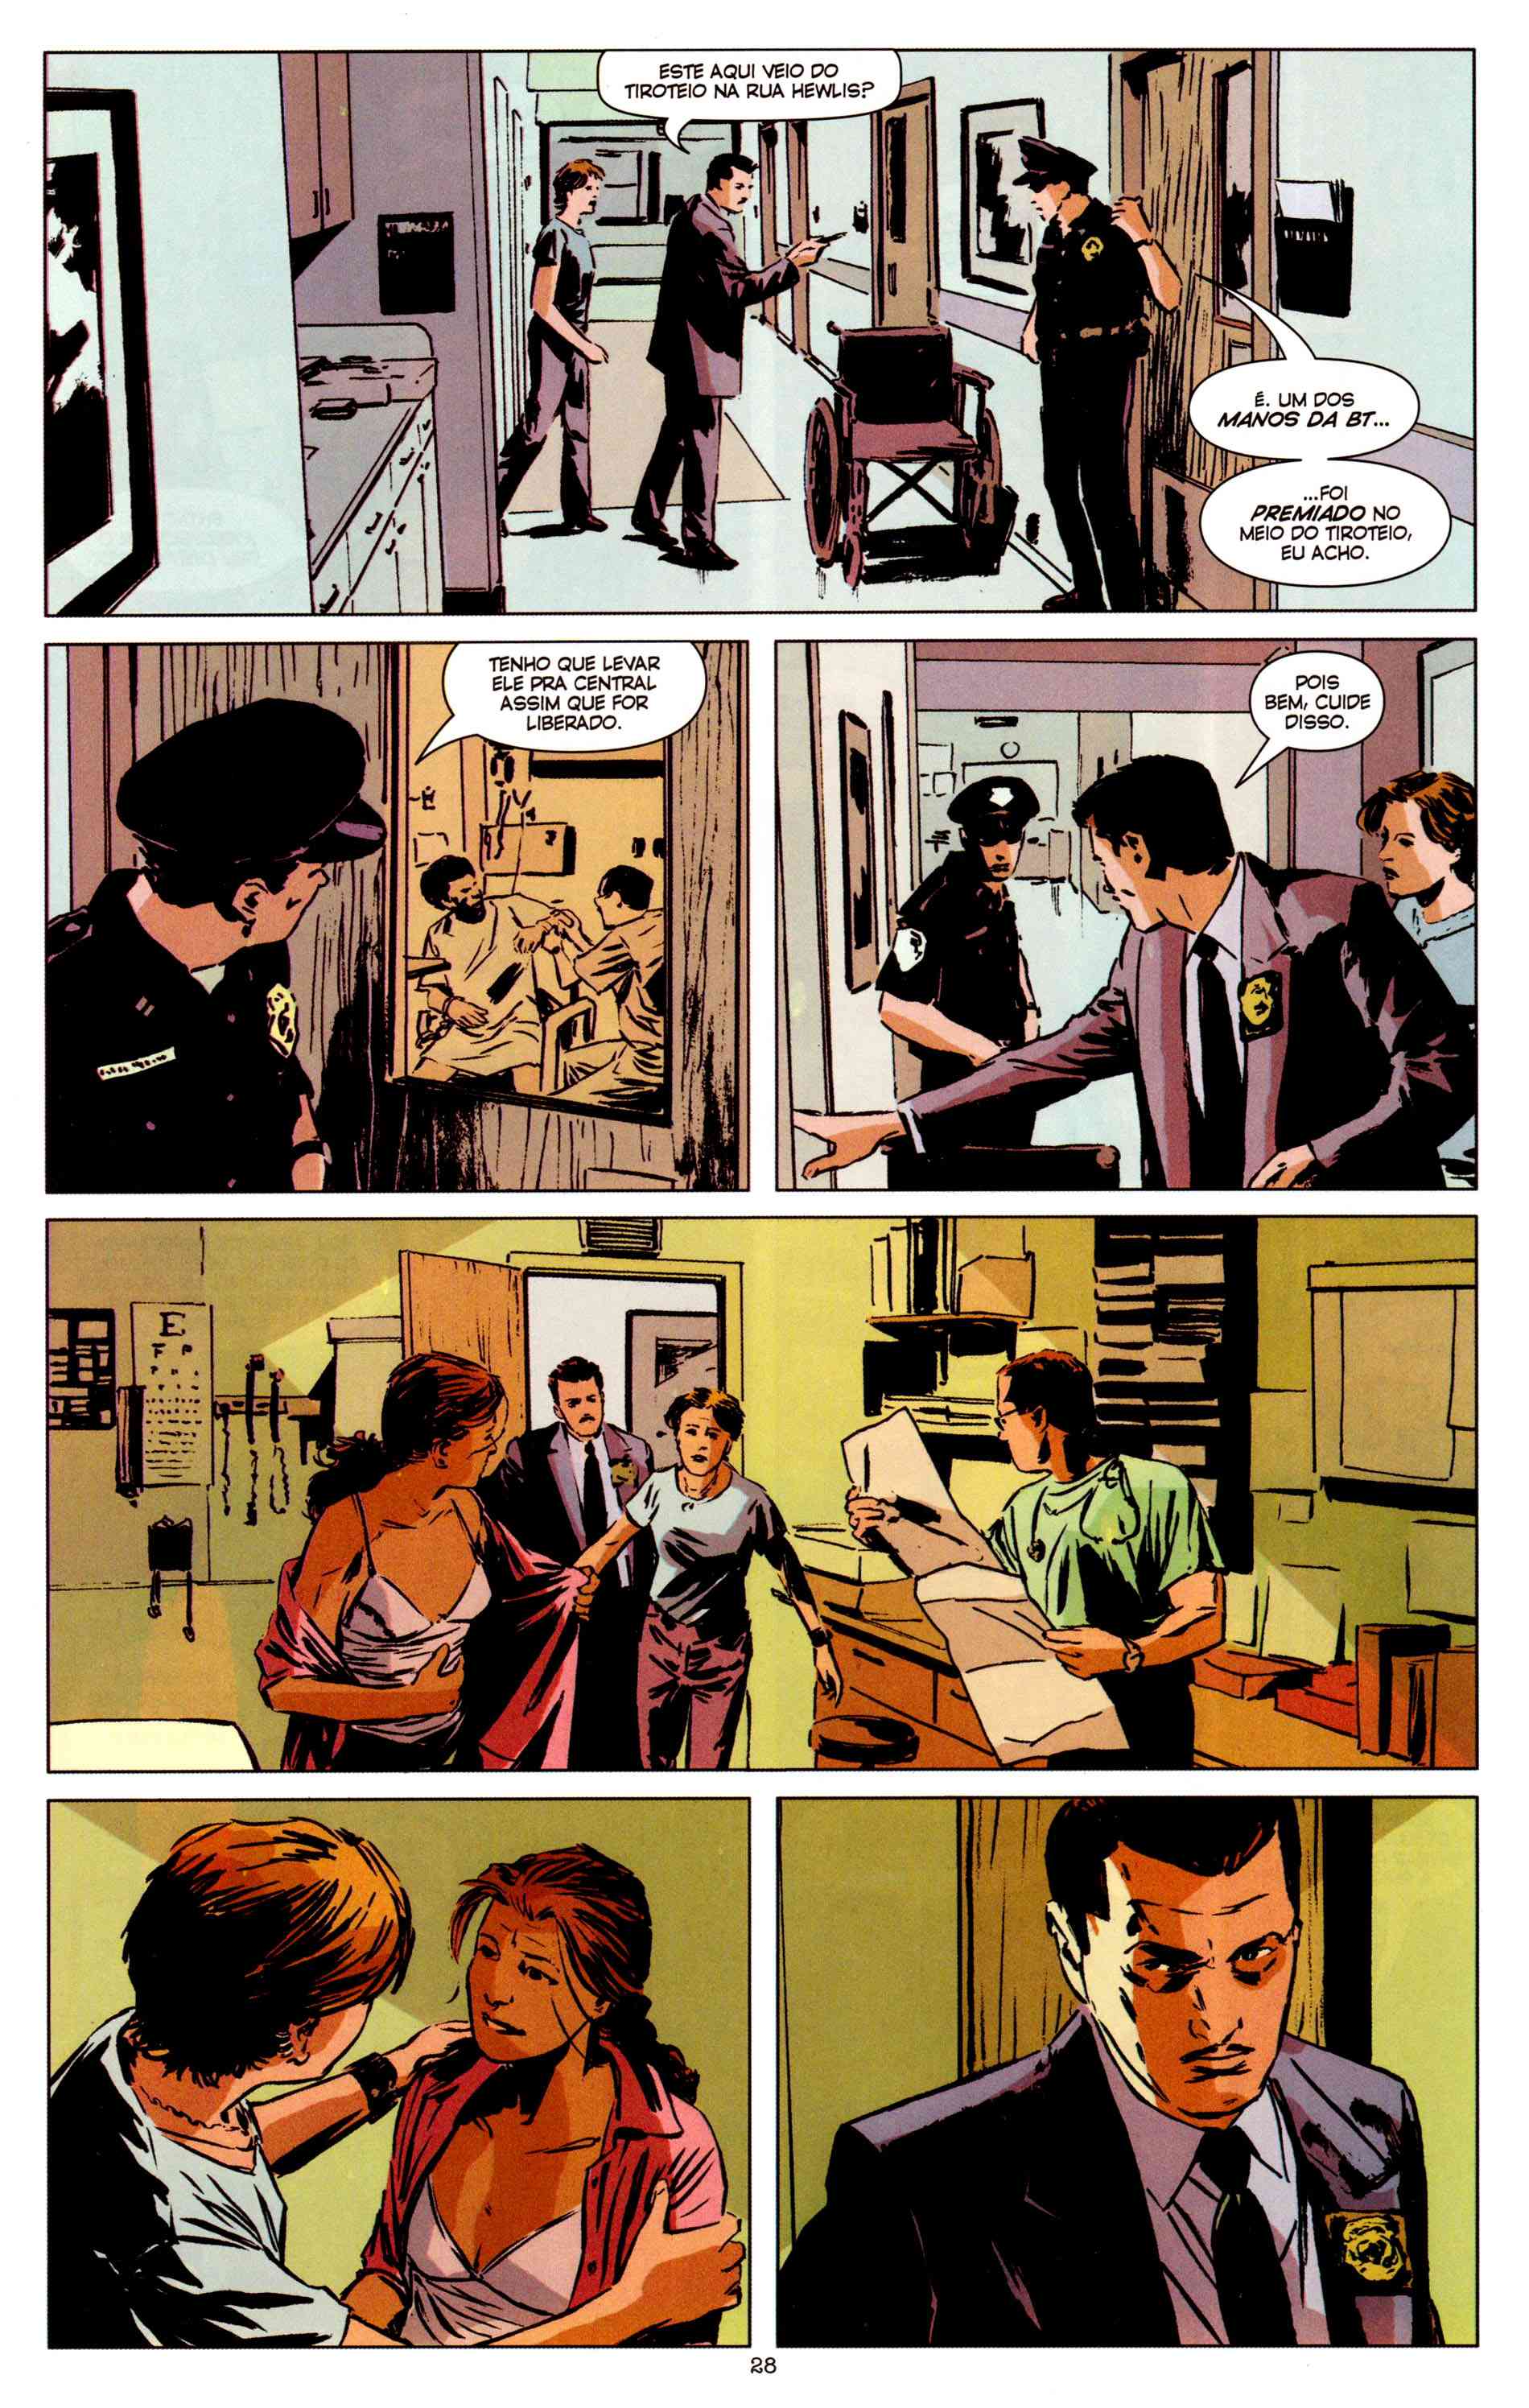 ESTE AQUI VEIO DO
TIROTEIO NA RUA HEWLIS?
É. UM DOS
MANOS DA BT...
...FOI
PREMIADO NO
MEIO DO TIROTEIO,
EU ACHO.
TENHO QUE LEVAR
ELE PRA CENTRAL
ASSIM QUE FOR
LIBERADO.
POIS
BEM, CUIDE
DISSO.
E
F P
28